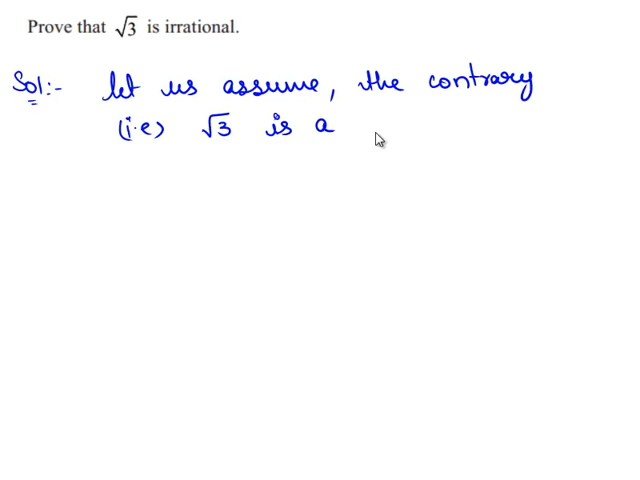 Prove that √3 is irrational.
Sol:- let us assume, the contrary
(i.e) √3 is a